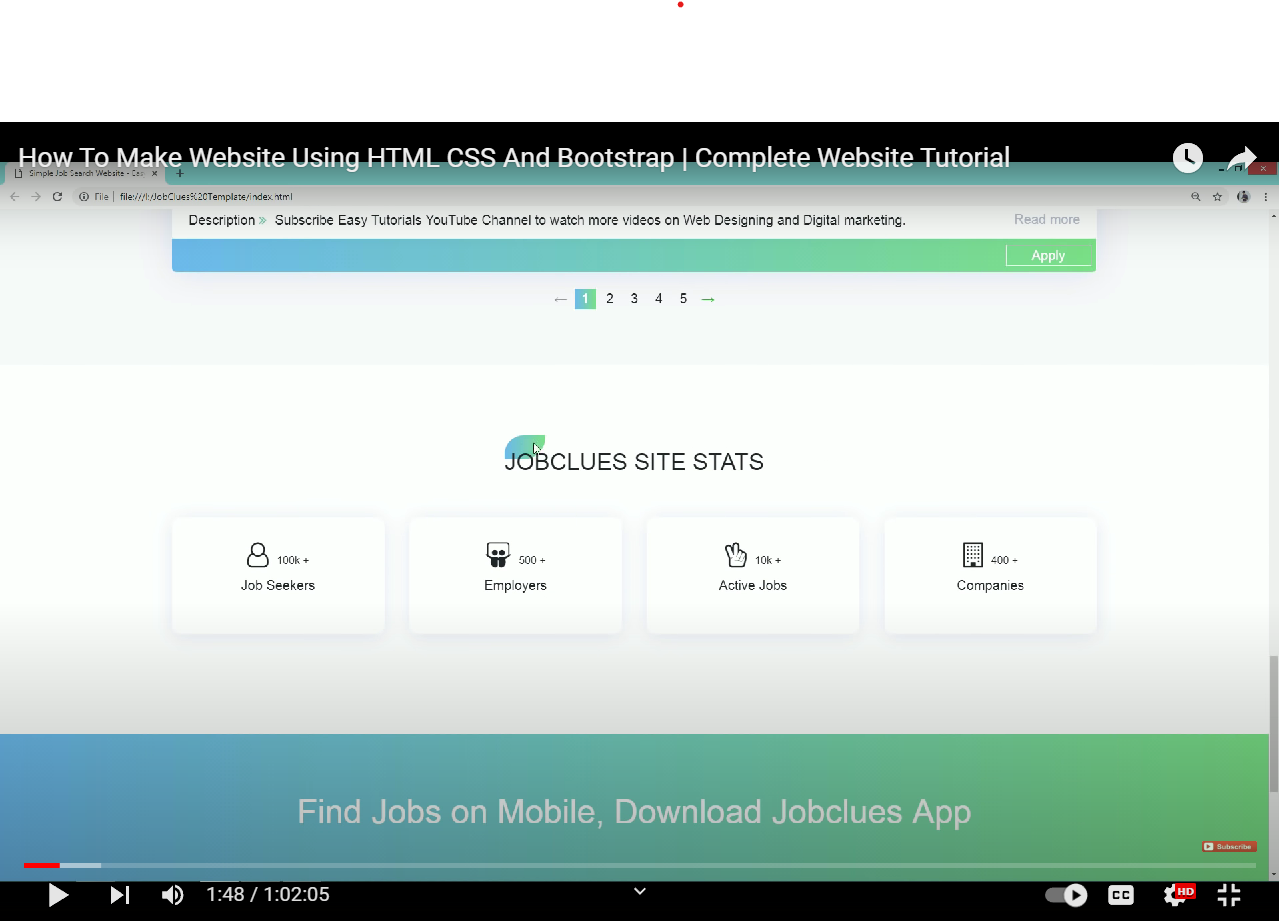 How To Make Website Using HTML CSS And Bootstrap | Complete Website Tutorial
Simple Job Search Website - Eas
File | file:///I:/JobClues%20Template/index.html
Description » Subscribe Easy Tutorials YouTube Channel to watch more videos on Web Designing and Digital marketing. Read more
Apply
← 1 2 3 4 5 →
JOBCLUES SITE STATS
100k + 500 + 10k + 400 +
Job Seekers Employers Active Jobs Companies
Find Jobs on Mobile, Download Jobclues App
Subscribe
1:48 / 1:02:05 CC HD